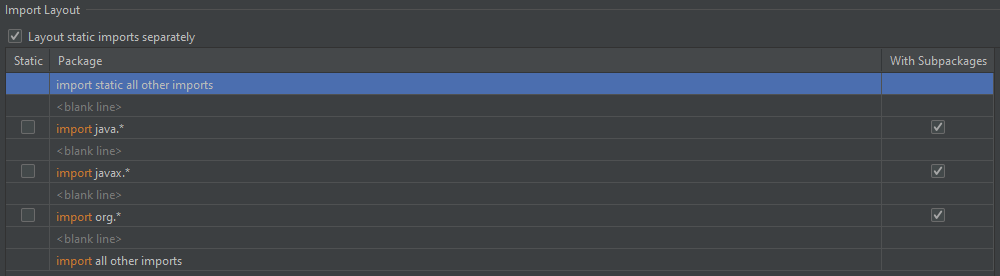 Import Layout
Layout static imports separately
Static Package With Subpackages
import static all other imports
<blank line>
import java.*
<blank line>
import javax.*
<blank line>
import org.*
<blank line>
import all other imports